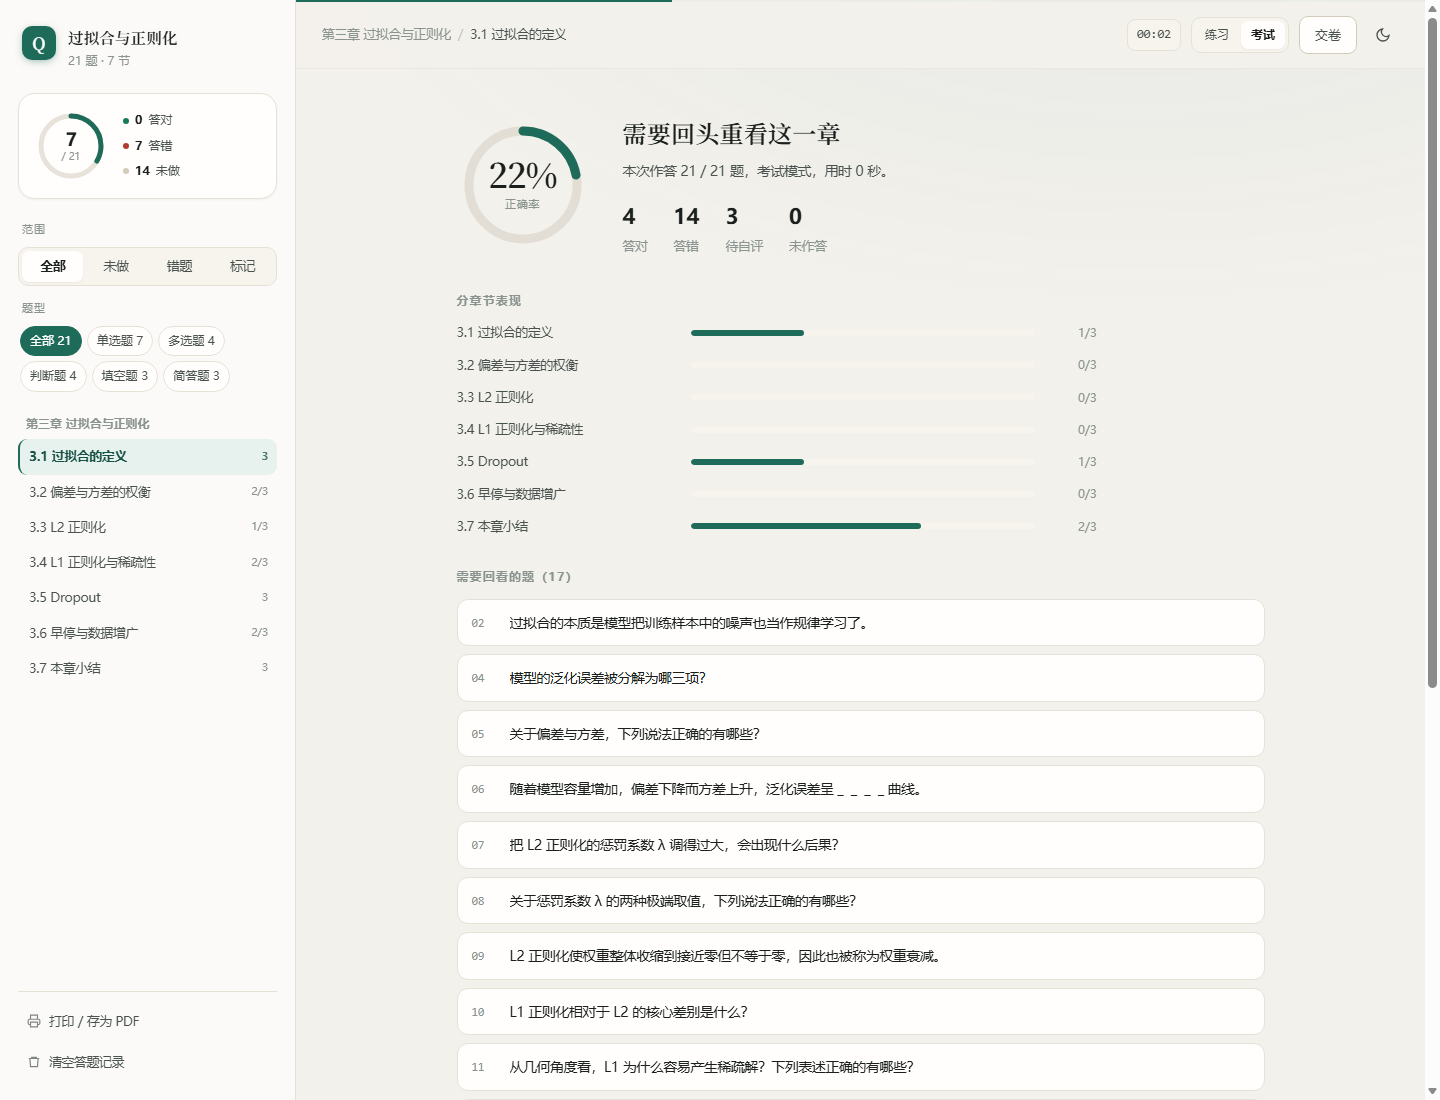 Q
过拟合与正则化
21 题 · 7 节
7
/ 21
0 答对
7 答错
14 未做
范围
全部 未做 错题 标记
题型
全部 21 单选题 7 多选题 4
判断题 4 填空题 3 简答题 3
第三章 过拟合与正则化
3.1 过拟合的定义 3
3.2 偏差与方差的权衡 2/3
3.3 L2 正则化 1/3
3.4 L1 正则化与稀疏性 2/3
3.5 Dropout 3
3.6 早停与数据增广 2/3
3.7 本章小结 3
打印 / 存为 PDF
清空答题记录
第三章 过拟合与正则化 / 3.1 过拟合的定义
00:02 练习 考试 交卷
22%
正确率
需要回头重看这一章
本次作答 21 / 21 题，考试模式，用时 0 秒。
4 14 3 0
答对 答错 待自评 未作答
分章节表现
3.1 过拟合的定义 1/3
3.2 偏差与方差的权衡 0/3
3.3 L2 正则化 0/3
3.4 L1 正则化与稀疏性 0/3
3.5 Dropout 1/3
3.6 早停与数据增广 0/3
3.7 本章小结 2/3
需要回看的题（17）
02 过拟合的本质是模型把训练样本中的噪声也当作规律学习了。
04 模型的泛化误差被分解为哪三项？
05 关于偏差与方差，下列说法正确的有哪些？
06 随着模型容量增加，偏差下降而方差上升，泛化误差呈 _ _ _ _ 曲线。
07 把 L2 正则化的惩罚系数 λ 调得过大，会出现什么后果？
08 关于惩罚系数 λ 的两种极端取值，下列说法正确的有哪些？
09 L2 正则化使权重整体收缩到接近零但不等于零，因此也被称为权重衰减。
10 L1 正则化相对于 L2 的核心差别是什么？
11 从几何角度看，L1 为什么容易产生稀疏解？下列表述正确的有哪些？